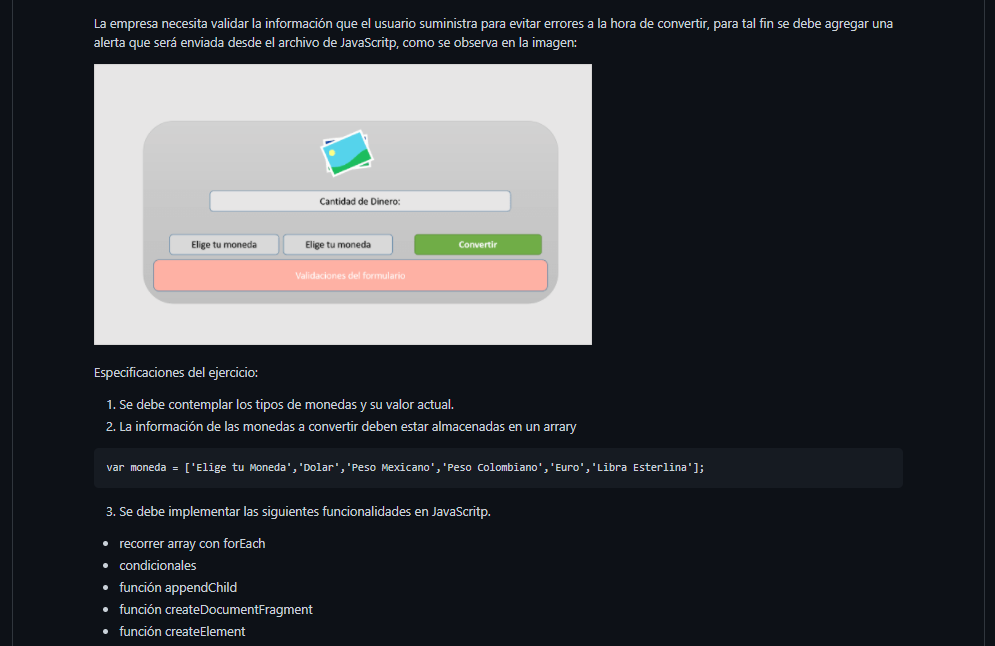 La empresa necesita validar la información que el usuario suministra para evitar errores a la hora de convertir, para tal fin se debe agregar una
alerta que será enviada desde el archivo de JavaScritp, como se observa en la imagen:
Cantidad de Dinero:
Elige tu moneda Elige tu moneda Convertir
Validaciones del formulario
Especificaciones del ejercicio:
1. Se debe contemplar los tipos de monedas y su valor actual.
2. La información de las monedas a convertir deben estar almacenadas en un arrary
var moneda = ['Elige tu Moneda','Dolar','Peso Mexicano','Peso Colombiano','Euro','Libra Esterlina'];
3. Se debe implementar las siguientes funcionalidades en JavaScritp.
• recorrer array con forEach
• condicionales
• función appendChild
• función createDocumentFragment
• función createElement